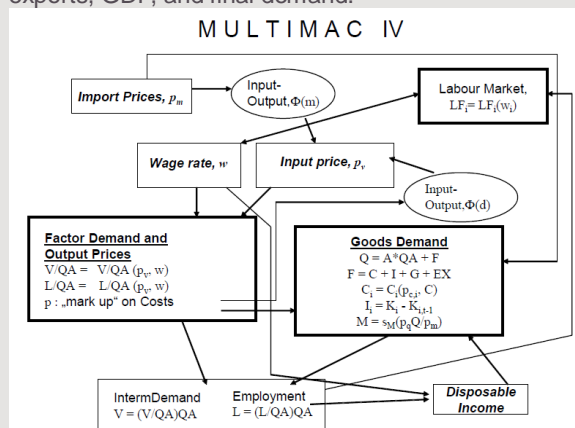 exports, GDP, and final demand.
M U L T I M A C IV
Import Prices, pm
Input-
Output,Φ(m)
Labour Market,
LFi= LFi(wi)
Wage rate, w
Input price, pv
Input-
Output,Φ(d)
Factor Demand and
Output Prices
V/QA = V/QA (pv, w)
L/QA = L/QA (pv, w)
p : „mark up" on Costs
Goods Demand
Q = A*QA + F
F = C + I + G + EX
Ci = Ci(pc,i, C)
Ii = Ki - Ki,t-1
M = sM(pqQ/pm)
IntermDemand
V = (V/QA)QA
Employment
L = (L/QA)QA
Disposable
Income